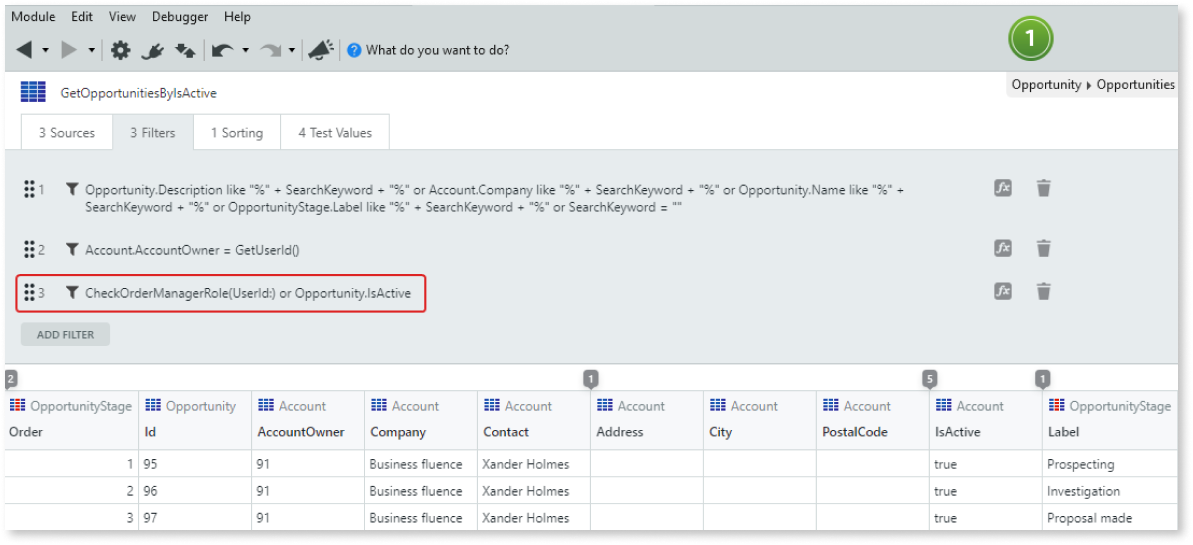 Module Edit View Debugger Help
What do you want to do?
1
Opportunity Opportunities
GetOpportunitiesByIsActive
3 Sources 3 Filters 1 Sorting 4 Test Values
1 Opportunity.Description like "%" + SearchKeyword + "%" or Account.Company like "%" + SearchKeyword + "%" or Opportunity.Name like "%" +
SearchKeyword + "%" or OpportunityStage.Label like "%" + SearchKeyword + "%" or SearchKeyword = ""
fx
2 Account.AccountOwner = GetUserId()
fx
3 CheckOrderManagerRole(UserId:) or Opportunity.IsActive
fx
ADD FILTER
2 1 5 1
OpportunityStage Opportunity Account Account Account Account Account Account Account OpportunityStage
Order Id AccountOwner Company Contact Address City PostalCode IsActive Label
1 95 91 Business fluence Xander Holmes true Prospecting
2 96 91 Business fluence Xander Holmes true Investigation
3 97 91 Business fluence Xander Holmes true Proposal made